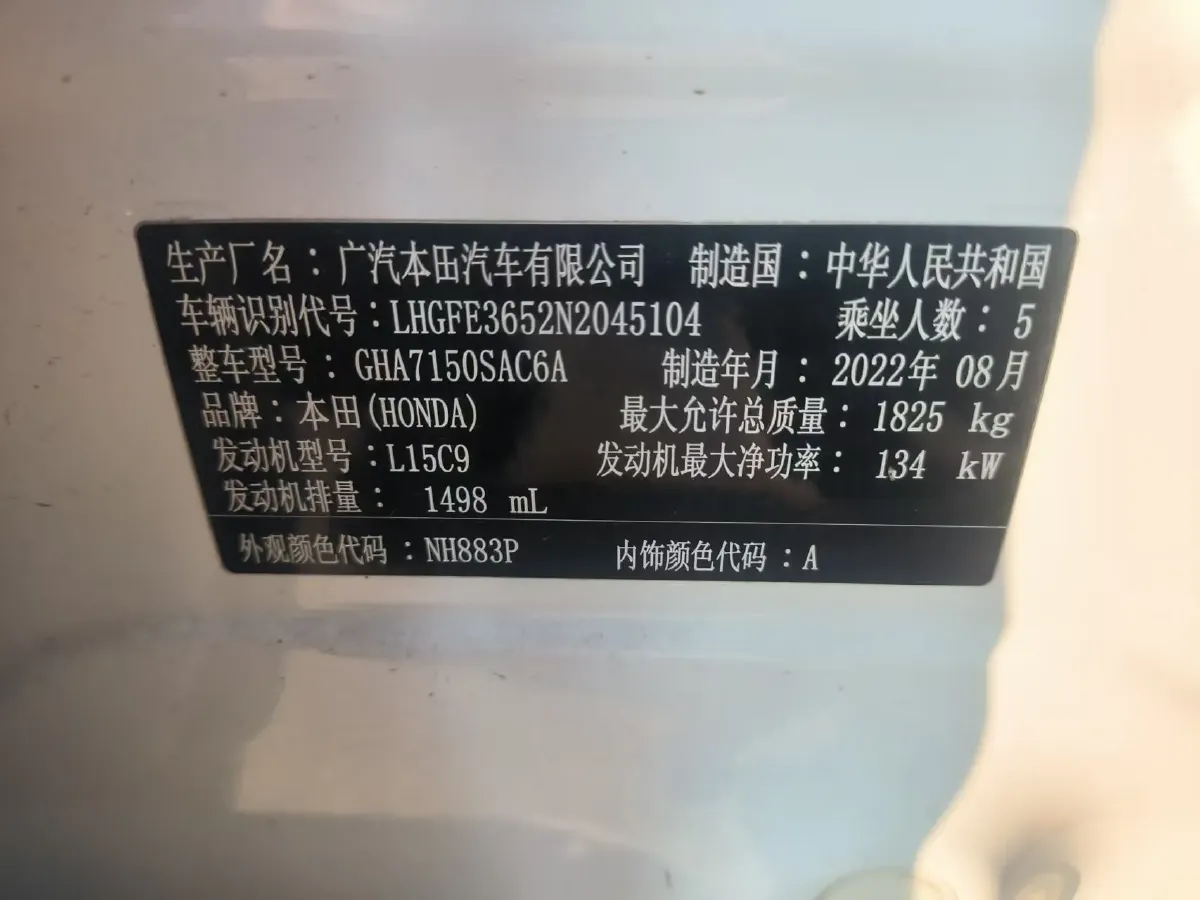 生产厂名：广汽本田汽车有限公司 制造国：中华人民共和国
车辆识别代号：LHGFE3652N2045104 乘坐人数：5
整车型号：GHA7150SAC6A 制造年月：2022年 08月
品牌：本田(HONDA) 最大允许总质量：1825 kg
发动机型号：L15C9 发动机最大净功率：134 kW
发动机排量：1498 mL
外观颜色代码：NH883P 内饰颜色代码：A